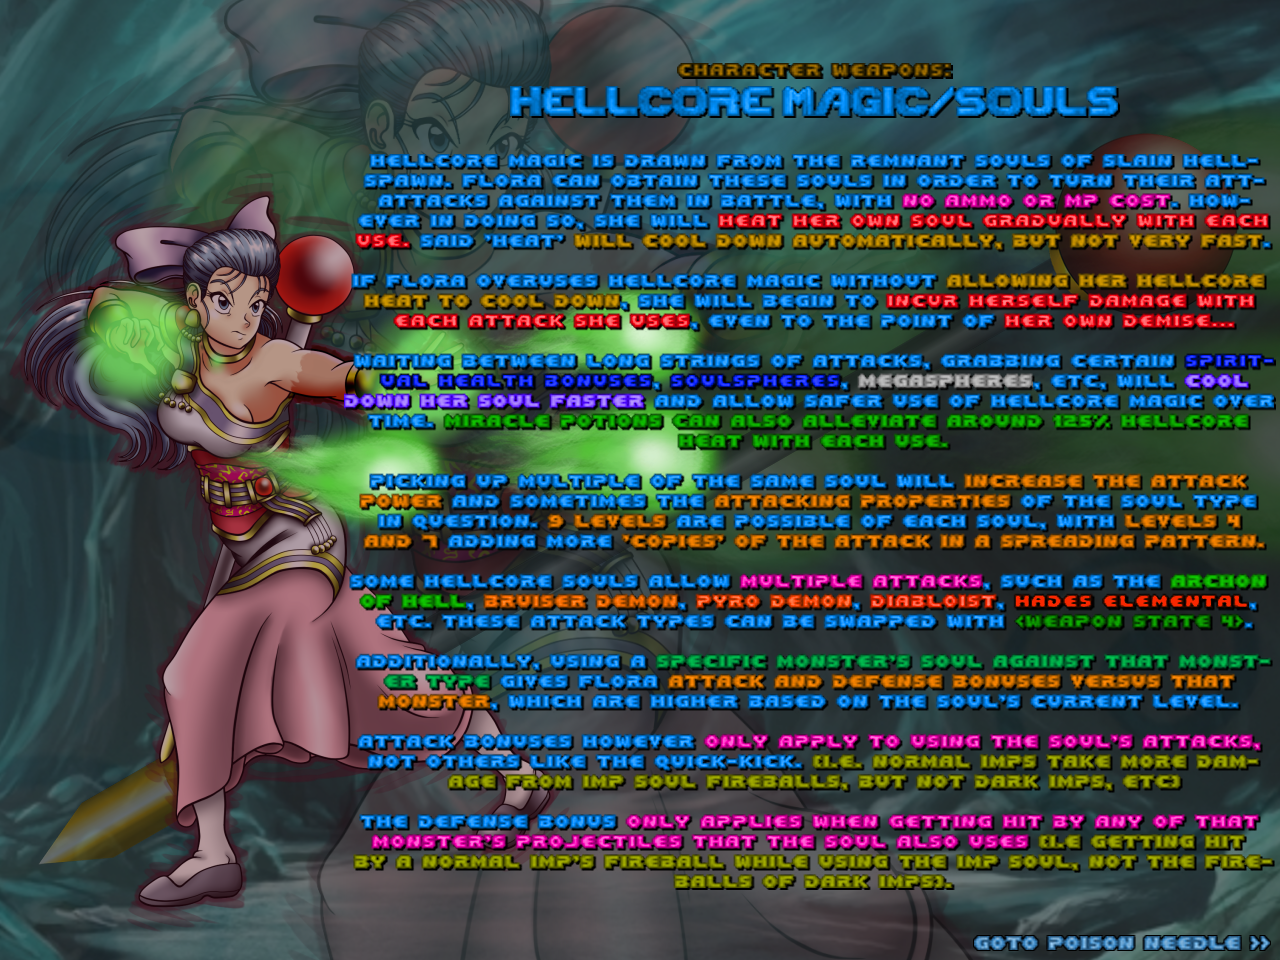 CHARACTER WEAPONS:
HELLCORE MAGIC/SOULS
HELLCORE MAGIC IS DRAWN FROM THE REMNANT SOULS OF SLAIN HELL-
SPAWN. FLORA CAN OBTAIN THESE SOULS IN ORDER TO TURN THEIR ATT-
ATTACKS AGAINST THEM IN BATTLE, WITH NO AMMO OR MP COST. HOW-
EVER IN DOING SO, SHE WILL HEAT HER OWN SOUL GRADUALLY WITH EACH
USE. SAID 'HEAT' WILL COOL DOWN AUTOMATICALLY, BUT NOT VERY FAST.
IF FLORA OVERUSES HELLCORE MAGIC WITHOUT ALLOWING HER HELLCORE
HEAT TO COOL DOWN, SHE WILL BEGIN TO INCUR HERSELF DAMAGE WITH
EACH ATTACK SHE USES, EVEN TO THE POINT OF HER OWN DEMISE...
WAITING BETWEEN LONG STRINGS OF ATTACKS, GRABBING CERTAIN SPIRIT-
UAL HEALTH BONUSES, SOULSPHERES, MEGASPHERES, ETC, WILL COOL
DOWN HER SOUL FASTER AND ALLOW SAFER USE OF HELLCORE MAGIC OVER
TIME. MIRACLE POTIONS CAN ALSO ALLEVIATE AROUND 125% HELLCORE
HEAT WITH EACH USE.
PICKING UP MULTIPLE OF THE SAME SOUL WILL INCREASE THE ATTACK
POWER AND SOMETIMES THE ATTACKING PROPERTIES OF THE SOUL TYPE
IN QUESTION. 9 LEVELS ARE POSSIBLE OF EACH SOUL, WITH LEVELS 4
AND 7 ADDING MORE 'COPIES' OF THE ATTACK IN A SPREADING PATTERN.
SOME HELLCORE SOULS ALLOW MULTIPLE ATTACKS, SUCH AS THE ARCHON
OF HELL, BRUISER DEMON, PYRO DEMON, DIABLOIST, HADES ELEMENTAL,
ETC. THESE ATTACK TYPES CAN BE SWAPPED WITH <WEAPON STATE 4>.
ADDITIONALLY, USING A SPECIFIC MONSTER'S SOUL AGAINST THAT MONST-
ER TYPE GIVES FLORA ATTACK AND DEFENSE BONUSES VERSUS THAT
MONSTER, WHICH ARE HIGHER BASED ON THE SOUL'S CURRENT LEVEL.
ATTACK BONUSES HOWEVER ONLY APPLY TO USING THE SOUL'S ATTACKS,
NOT OTHERS LIKE THE QUICK-KICK. (I.E. NORMAL IMPS TAKE MORE DAM-
AGE FROM IMP SOUL FIREBALLS, BUT NOT DARK IMPS, ETC)
THE DEFENSE BONUS ONLY APPLIES WHEN GETTING HIT BY ANY OF THAT
MONSTER'S PROJECTILES THAT THE SOUL ALSO USES (I.E GETTING HIT
BY A NORMAL IMP'S FIREBALL WHILE USING THE IMP SOUL, NOT THE FIRE-
BALLS OF DARK IMPS).
GOTO POISON NEEDLE >>